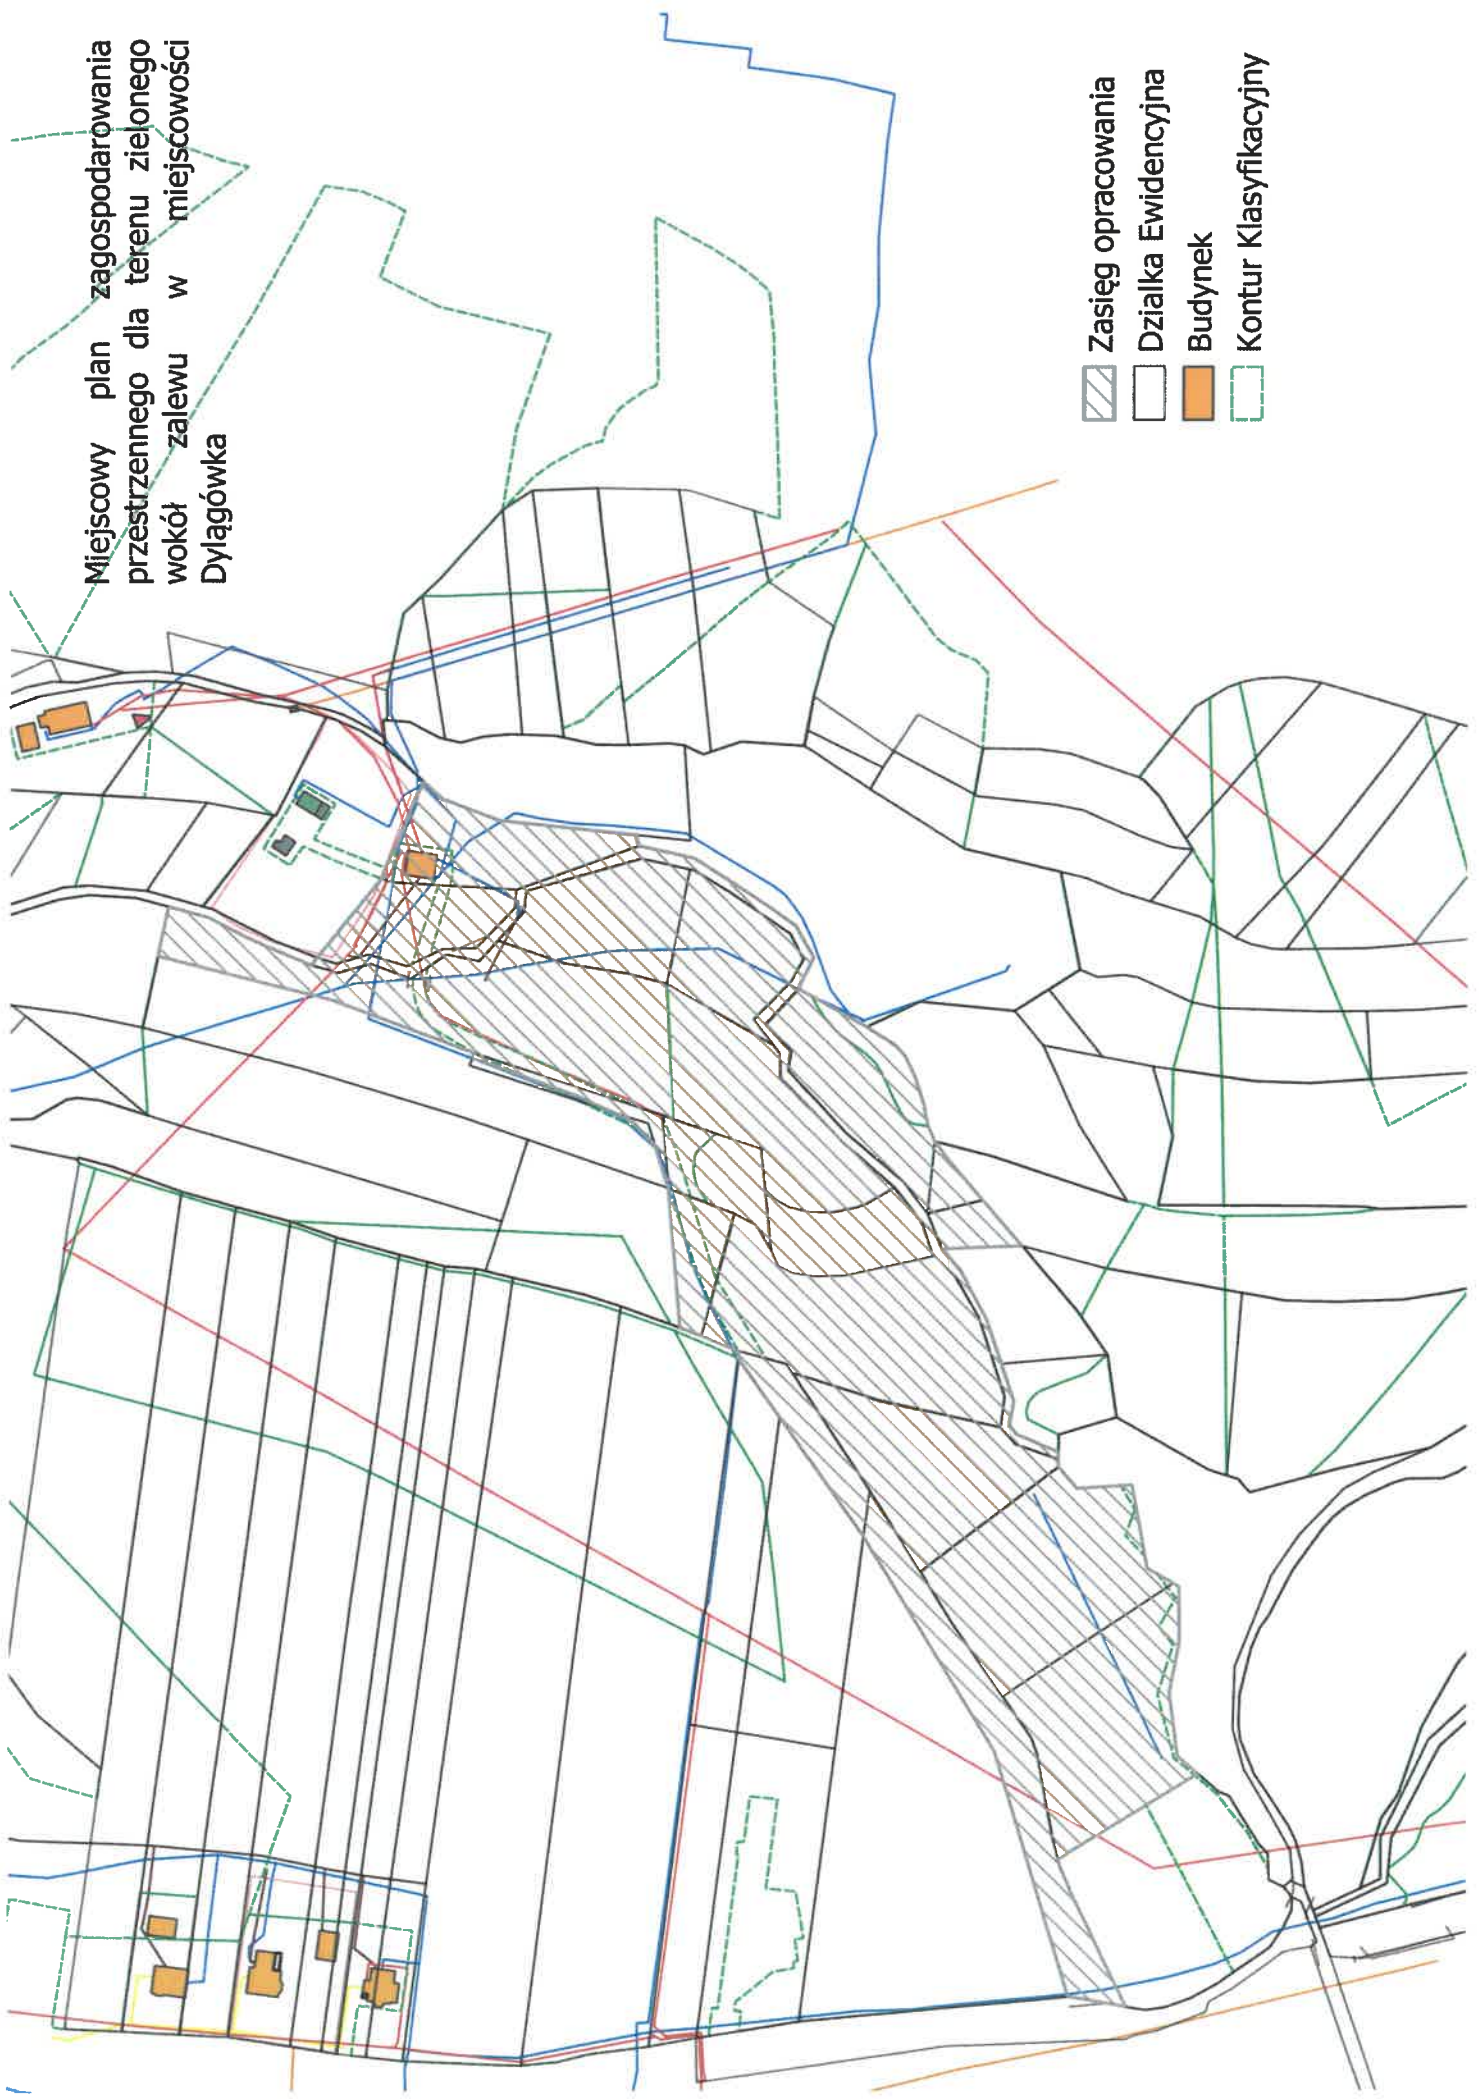 Miejscowy plan zagospodarowania
przestrzennego dla terenu zielonego
wokół zalewu w miejscowości
Dylągówka
Zasięg opracowania
Działka Ewidencyjna
Budynek
Kontur Klasyfikacyjny